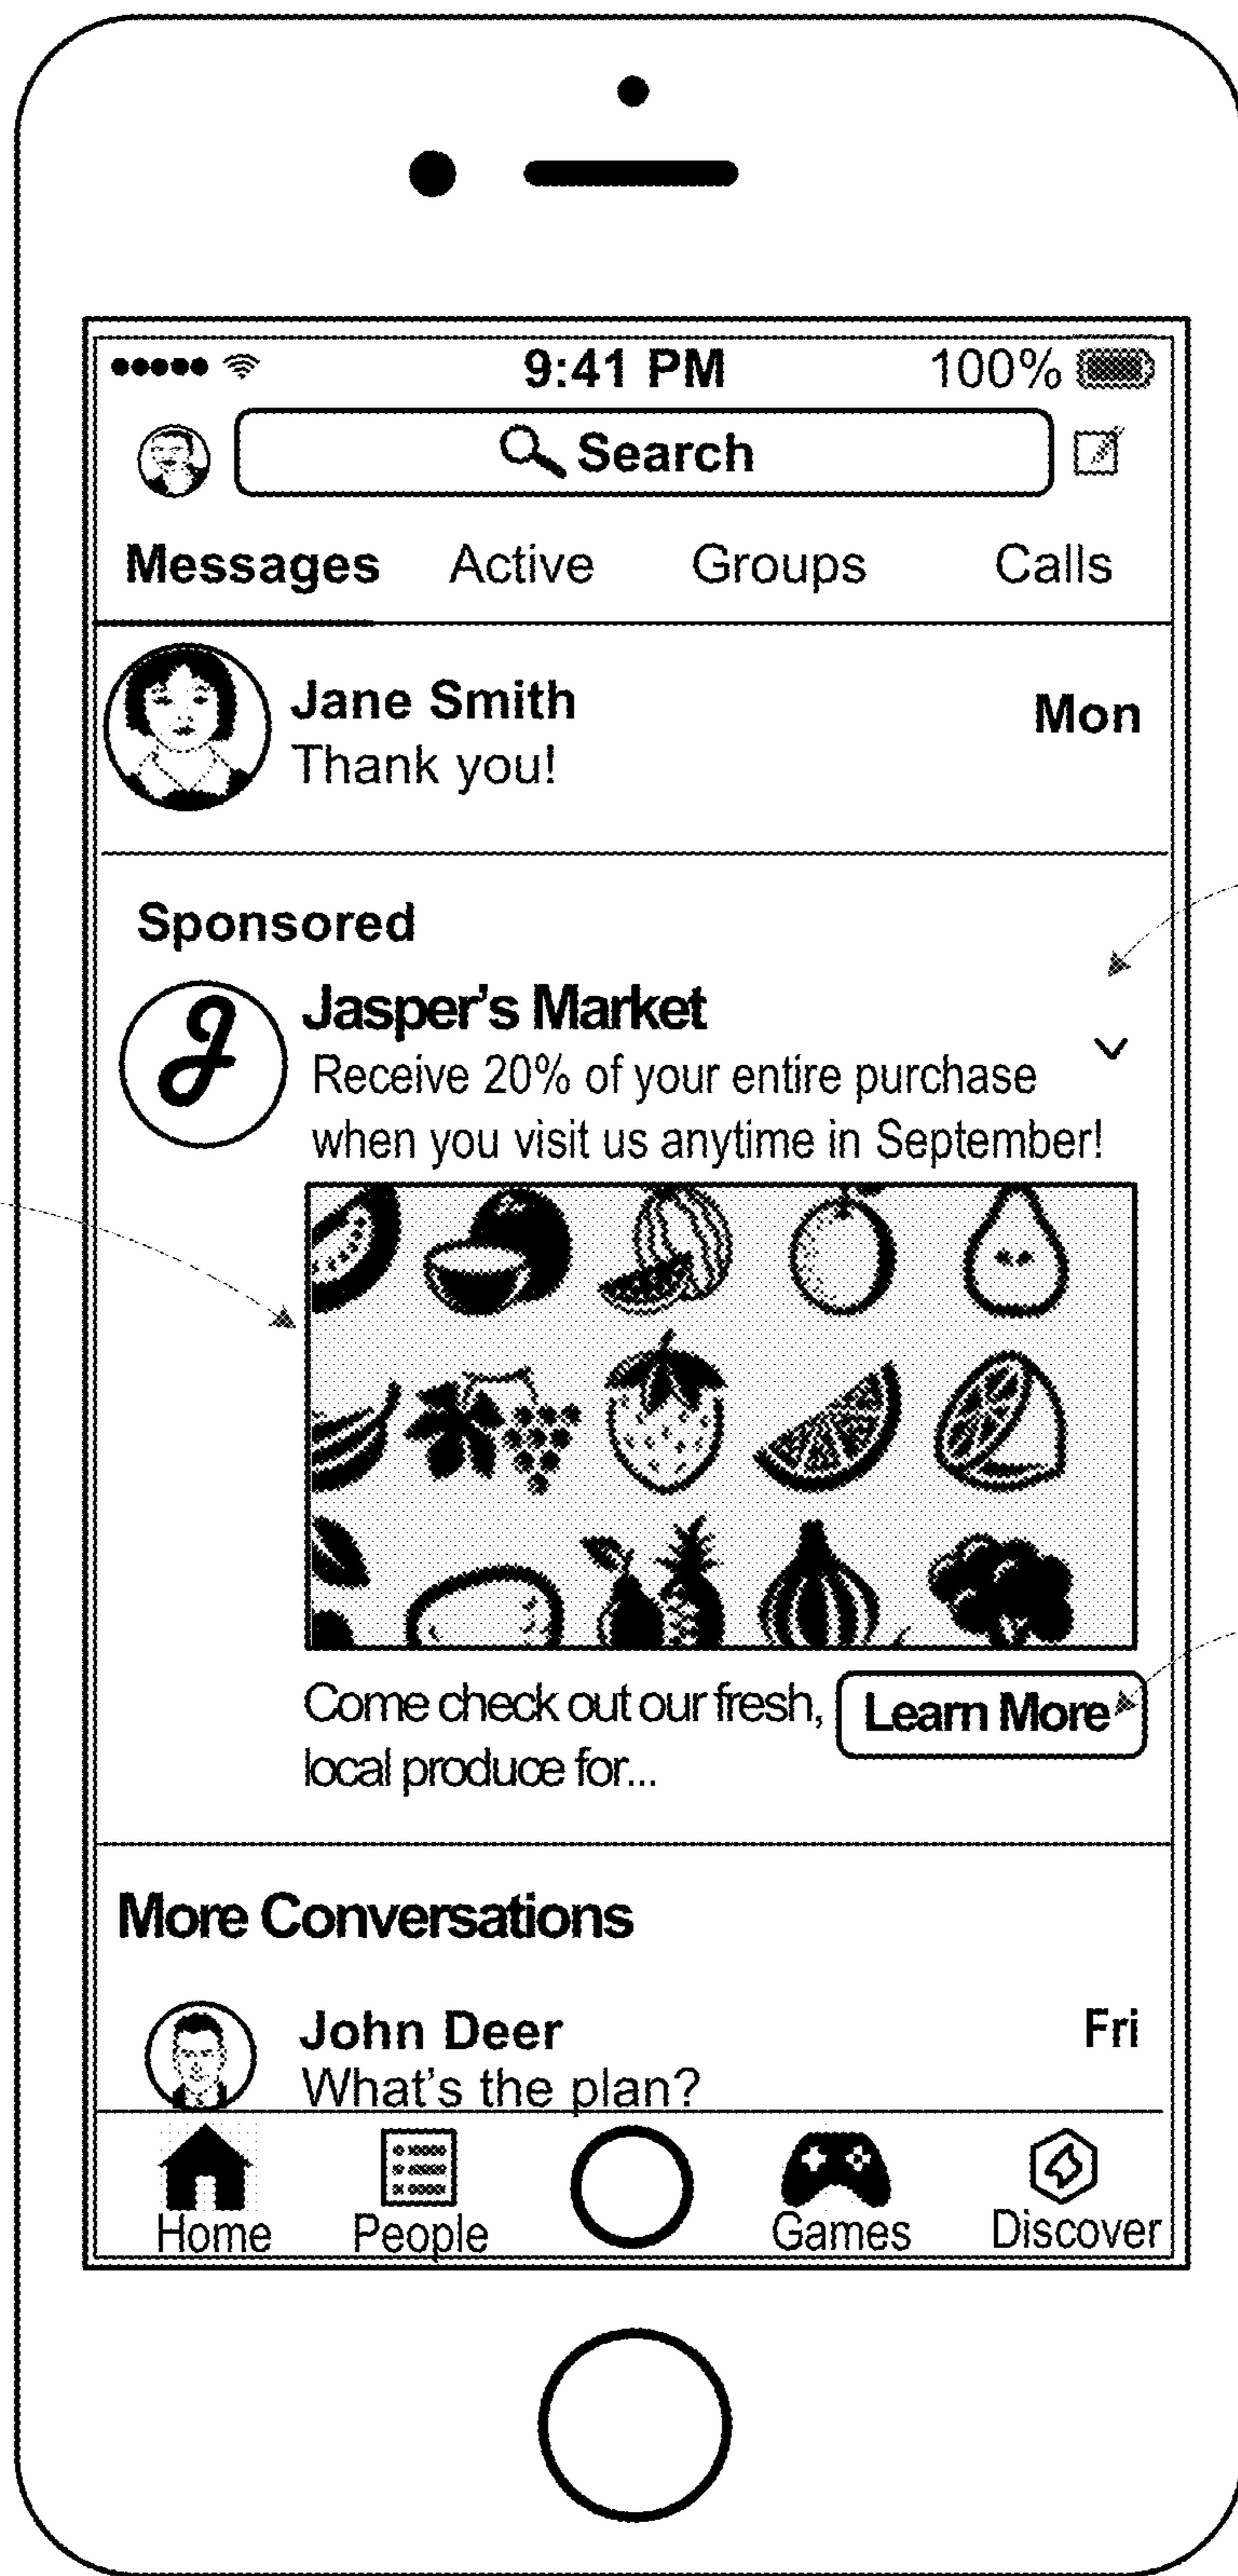 9:41 PM 100%
Search
Messages Active Groups Calls
Jane Smith Mon
Thank you!
Sponsored
J Jasper's Market
Receive 20% of your entire purchase
when you visit us anytime in September!
Come check out our fresh, Learn More
local produce for...
More Conversations
John Deer Fri
What's the plan?
Home People Games Discover